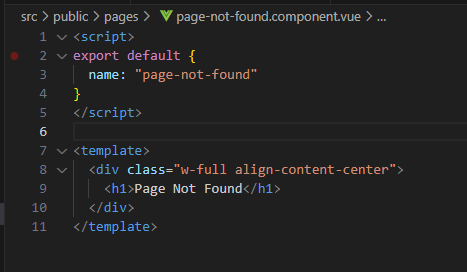 src > public > pages > page-not-found.component.vue > ...
1 <script>
2 export default {
3   name: "page-not-found"
4 }
5 </script>
6
7 <template>
8   <div class="w-full align-content-center">
9     <h1>Page Not Found</h1>
10   </div>
11 </template>